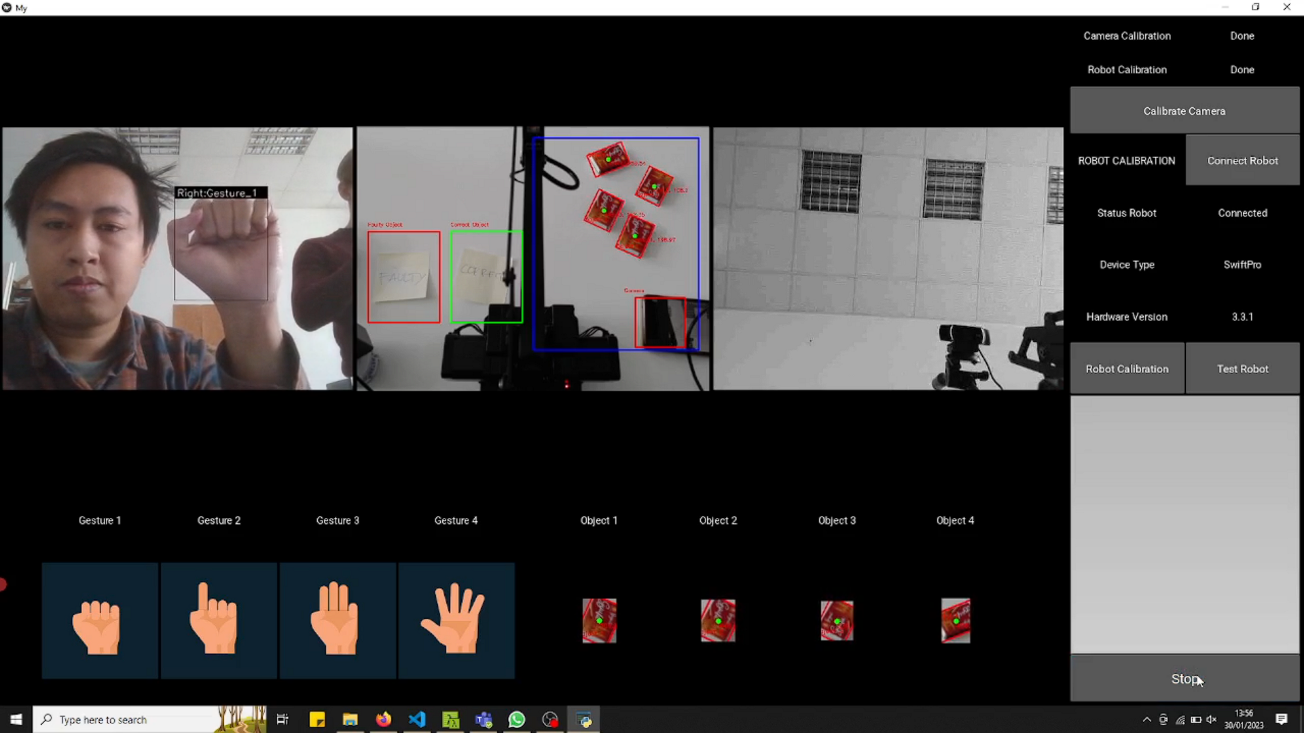 My
Camera Calibration Done
Robot Calibration Done
Calibrate Camera
ROBOT CALIBRATION Connect Robot
Status Robot Connected
Device Type SwiftPro
Hardware Version 3.3.1
Robot Calibration Test Robot
Right:Gesture_1
Faulty Object
Correct Object
FAULTY
Gesture 1 Gesture 2 Gesture 3 Gesture 4 Object 1 Object 2 Object 3 Object 4
Stop
Type here to search
13:56
30/01/2023